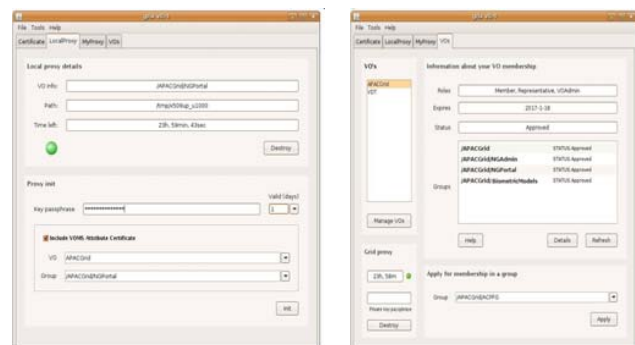 File Tools Help
Certificate LocalProxy MyProxy VOs
Local proxy details
VO info: /APACGrid/NGPortal
Path: /tmp/x509up_u1000
Time left: 23h, 59min, 43sec
Destroy
Proxy init
Valid (days)
Key passphrase ***************
1
Include VOMS Attribute Certificate
VO APACGrid
Group /APACGrid/NGPortal
Init
File Tools Help
Certificate LocalProxy MyProxy VOs
VO's
APACGrid
VDT
Manage VOs
Grid proxy
23h, 58m
Destroy
Information about your VO membership
Roles Member, Representative, VOAdmin
Expires 2017-1-18
Status Approved
Groups
/APACGrid STATUS Approved
/APACGrid/NGAdmin STATUS Approved
/APACGrid/NGPortal STATUS Approved
/APACGrid/BiometricModels STATUS Approved
Help Details Refresh
Apply for membership in a group
Group /APACGrid/ACPFG
Apply